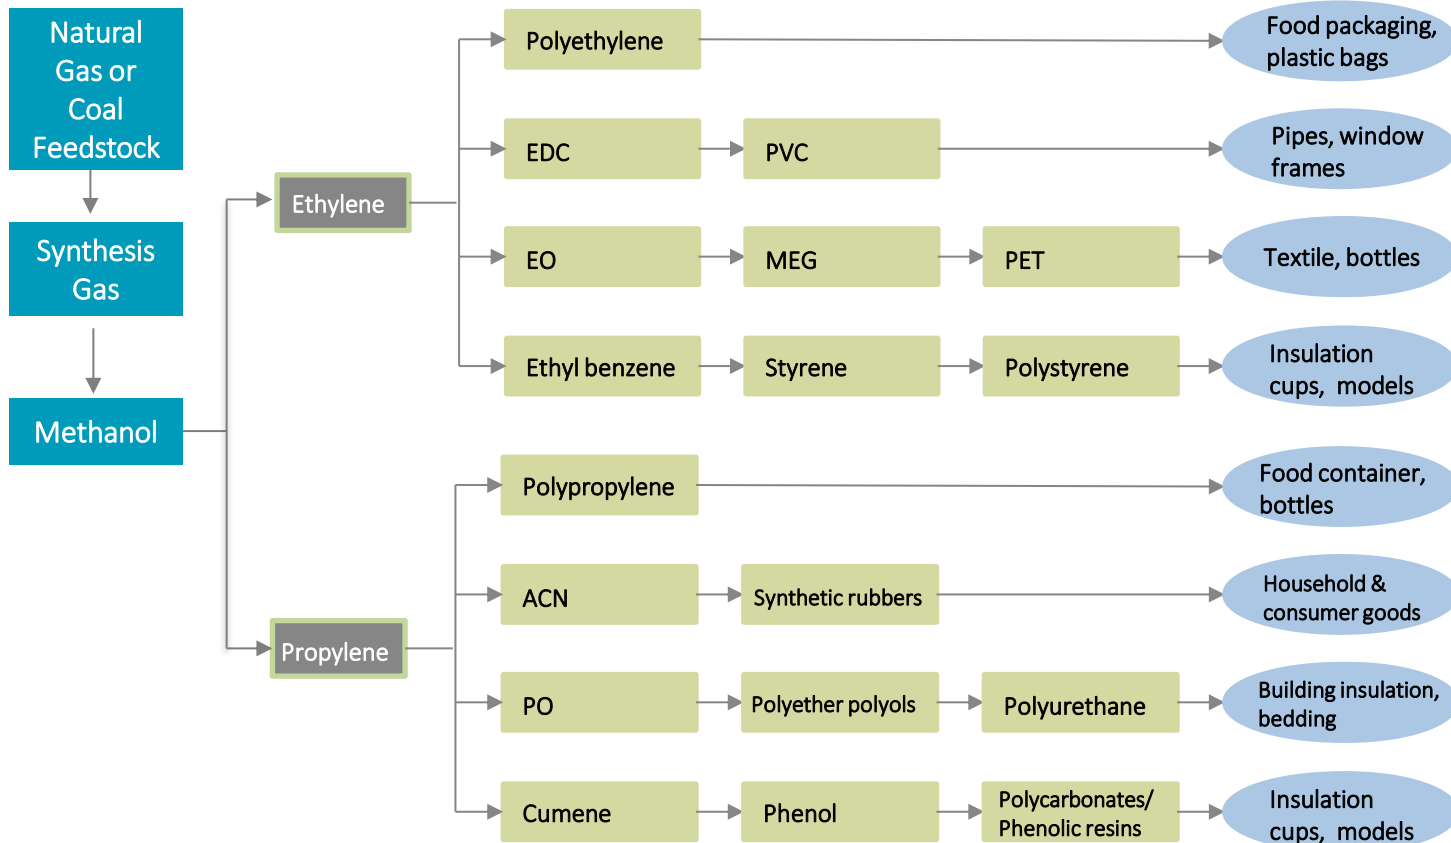 Natural
Gas or
Coal
Feedstock
Synthesis
Gas
Methanol
Ethylene
Polyethylene
Food packaging,
plastic bags
EDC
PVC
Pipes, window
frames
EO
MEG
PET
Textile, bottles
Ethyl benzene
Styrene
Polystyrene
Insulation
cups,  models
Propylene
Polypropylene
Food container,
bottles
ACN
Synthetic rubbers
Household &
consumer goods
PO
Polyether polyols
Polyurethane
Building insulation,
bedding
Cumene
Phenol
Polycarbonates/
Phenolic resins
Insulation
cups,  models